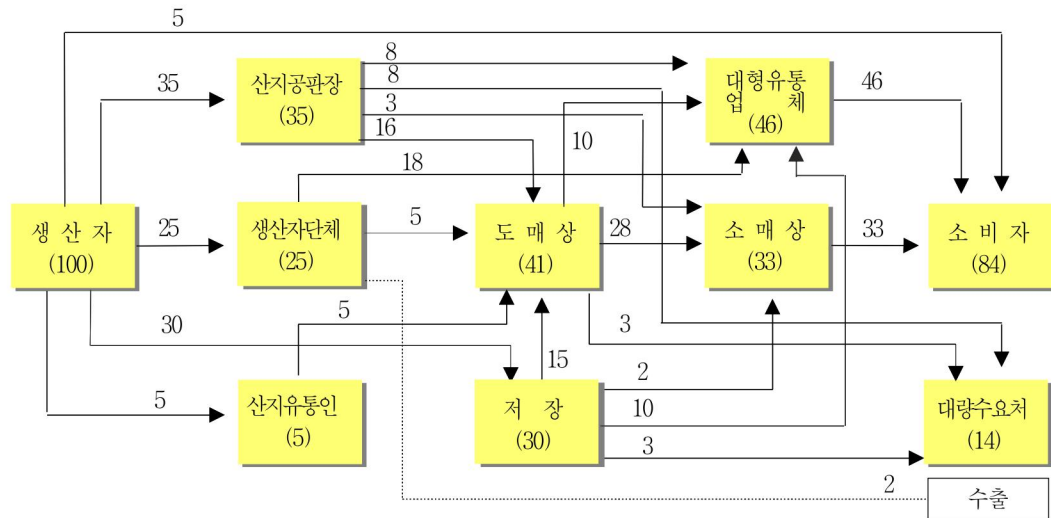 5
8
산지공판장
(35)
8
대형유통
업 체
(46)
46
35
3
16
10
18
생 산 자
(100)
25
생산자단체
(25)
5
도 매 상
(41)
28
소 매 상
(33)
33
소 비 자
(84)
30
5
3
15
2
5
산지유통인
(5)
저 장
(30)
10
3
대량수요처
(14)
2
수출